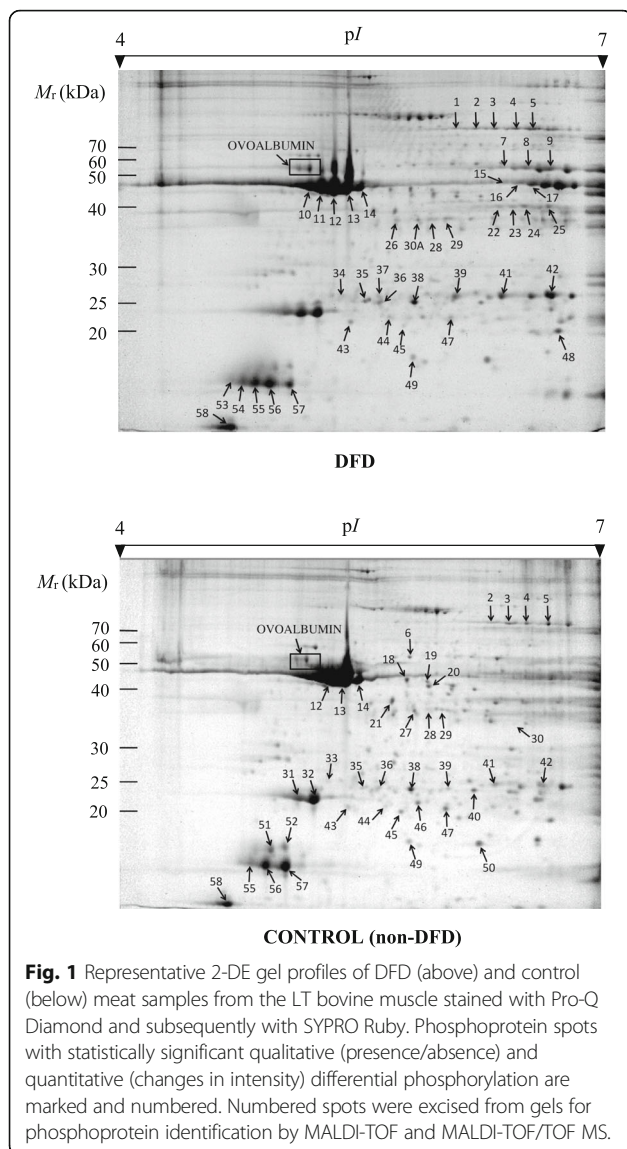 4 pI 7
Mr (kDa)
1 2 3 4 5
70
60
50
40
30
25
20
OVOALBUMIN
7 8 9
15
16 17
10 11 12 13 14
22 23 24 25
26 30A 28 29
34 35 37 36 38 39 41 42
43 44 45 47 48
49
53 54 55 56 57
58
DFD
4 pI 7
Mr (kDa)
2 3 4 5
70
60
50
40
30
25
20
OVOALBUMIN
6
18 19 20
12 13 14
21
27 28 29 30
33
31 32 35 36 38 39 41 42
40
43 44 45 46 47
49 50
51 52
55 56 57
58
CONTROL (non-DFD)
Fig. 1 Representative 2-DE gel profiles of DFD (above) and control
(below) meat samples from the LT bovine muscle stained with Pro-Q
Diamond and subsequently with SYPRO Ruby. Phosphoprotein spots
with statistically significant qualitative (presence/absence) and
quantitative (changes in intensity) differential phosphorylation are
marked and numbered. Numbered spots were excised from gels for
phosphoprotein identification by MALDI-TOF and MALDI-TOF/TOF MS.